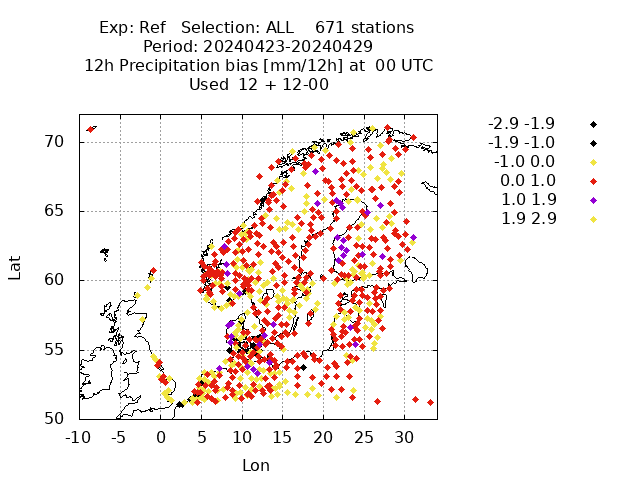 Exp: Ref   Selection: ALL    671 stations
Period: 20240423-20240429
12h Precipitation bias [mm/12h] at  00 UTC
Used  12 + 12-00
-2.9 -1.9
-1.9 -1.0
-1.0 0.0
0.0 1.0
1.0 1.9
1.9 2.9
70
65
60
55
50
Lat
-10 -5 0 5 10 15 20 25 30
Lon